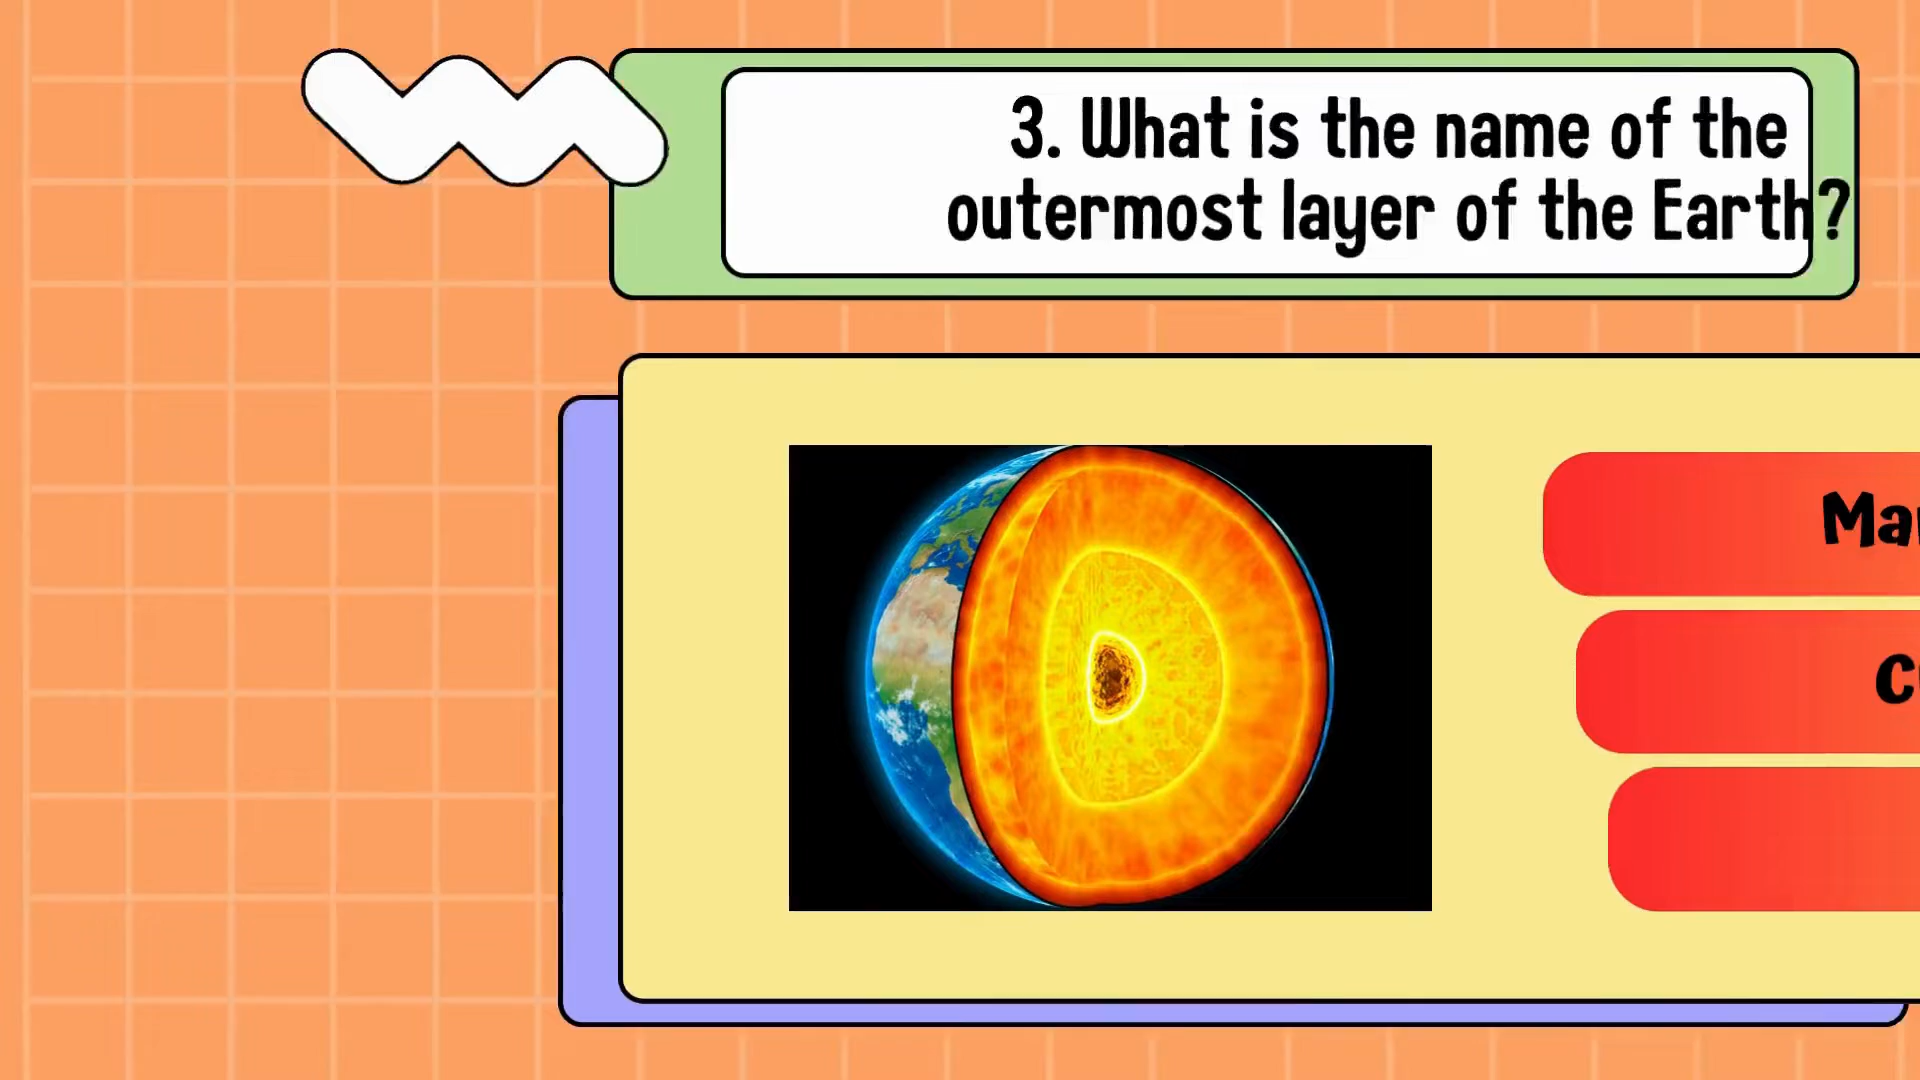 3. What is the name of the
outermost layer of the Earth?